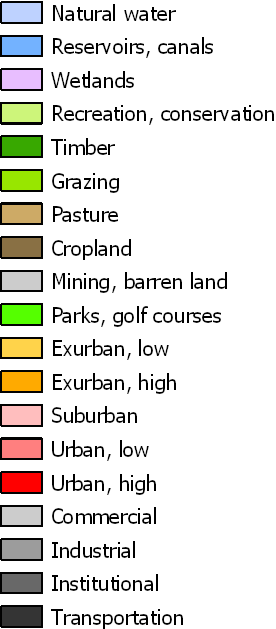 Natural water
Reservoirs, canals
Wetlands
Recreation, conservation
Timber
Grazing
Pasture
Cropland
Mining, barren land
Parks, golf courses
Exurban, low
Exurban, high
Suburban
Urban, low
Urban, high
Commercial
Industrial
Institutional
Transportation